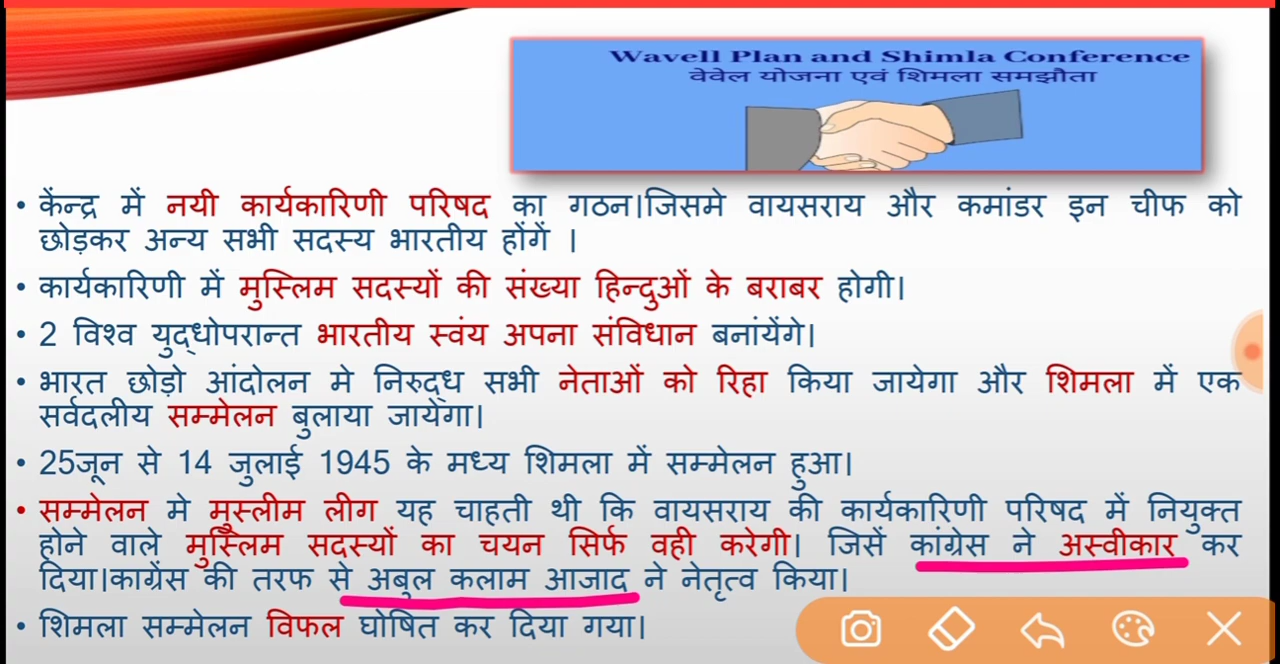 Wavell Plan and Shimla Conference
वेवेल योजना एवं शिमला समझौता
• केंन्द्र में नयी कार्यकारिणी परिषद का गठन।जिसमे वायसराय और कमांडर इन चीफ को
छोड़कर अन्य सभी सदस्य भारतीय होंगें ।
• कार्यकारिणी में मुस्लिम सदस्यों की संख्या हिन्दुओं के बराबर होगी।
• 2 विश्व युद्धोपरान्त भारतीय स्वंय अपना संविधान बनांयेंगे।
• भारत छोड़ो आंदोलन मे निरुद्ध सभी नेताओं को रिहा किया जायेगा और शिमला में एक
सर्वदलीय सम्मेलन बुलाया जायेगा।
• 25जून से 14 जुलाई 1945 के मध्य शिमला में सम्मेलन हुआ।
• सम्मेलन मे मुस्लीम लीग यह चाहती थी कि वायसराय की कार्यकारिणी परिषद में नियुक्त
होने वाले मुस्लिम सदस्यों का चयन सिर्फ वही करेगी। जिसें कांग्रेस ने अस्वीकार कर
दिया।काग्रेंस की तरफ से अबुल कलाम आजाद ने नेतृत्व किया।
• शिमला सम्मेलन विफल घोषित कर दिया गया।